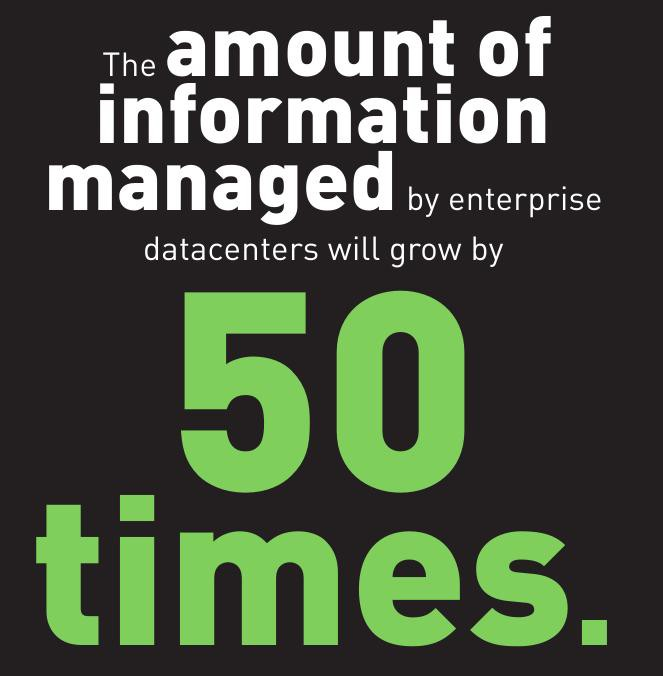 The amount of
information
managed by enterprise
datacenters will grow by
50
times.